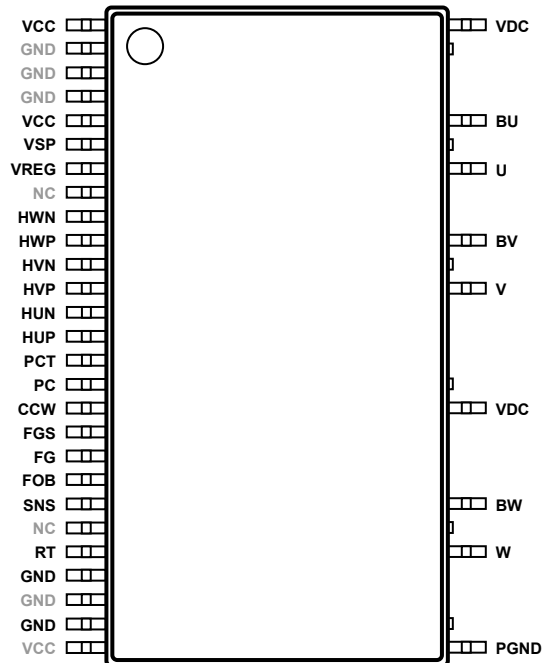 VCC
GND
GND
GND
VCC
VSP
VREG
NC
HWN
HWP
HVN
HVP
HUN
HUP
PCT
PC
CCW
FGS
FG
FOB
SNS
NC
RT
GND
GND
GND
VCC
VDC
BU
U
BV
V
VDC
BW
W
PGND